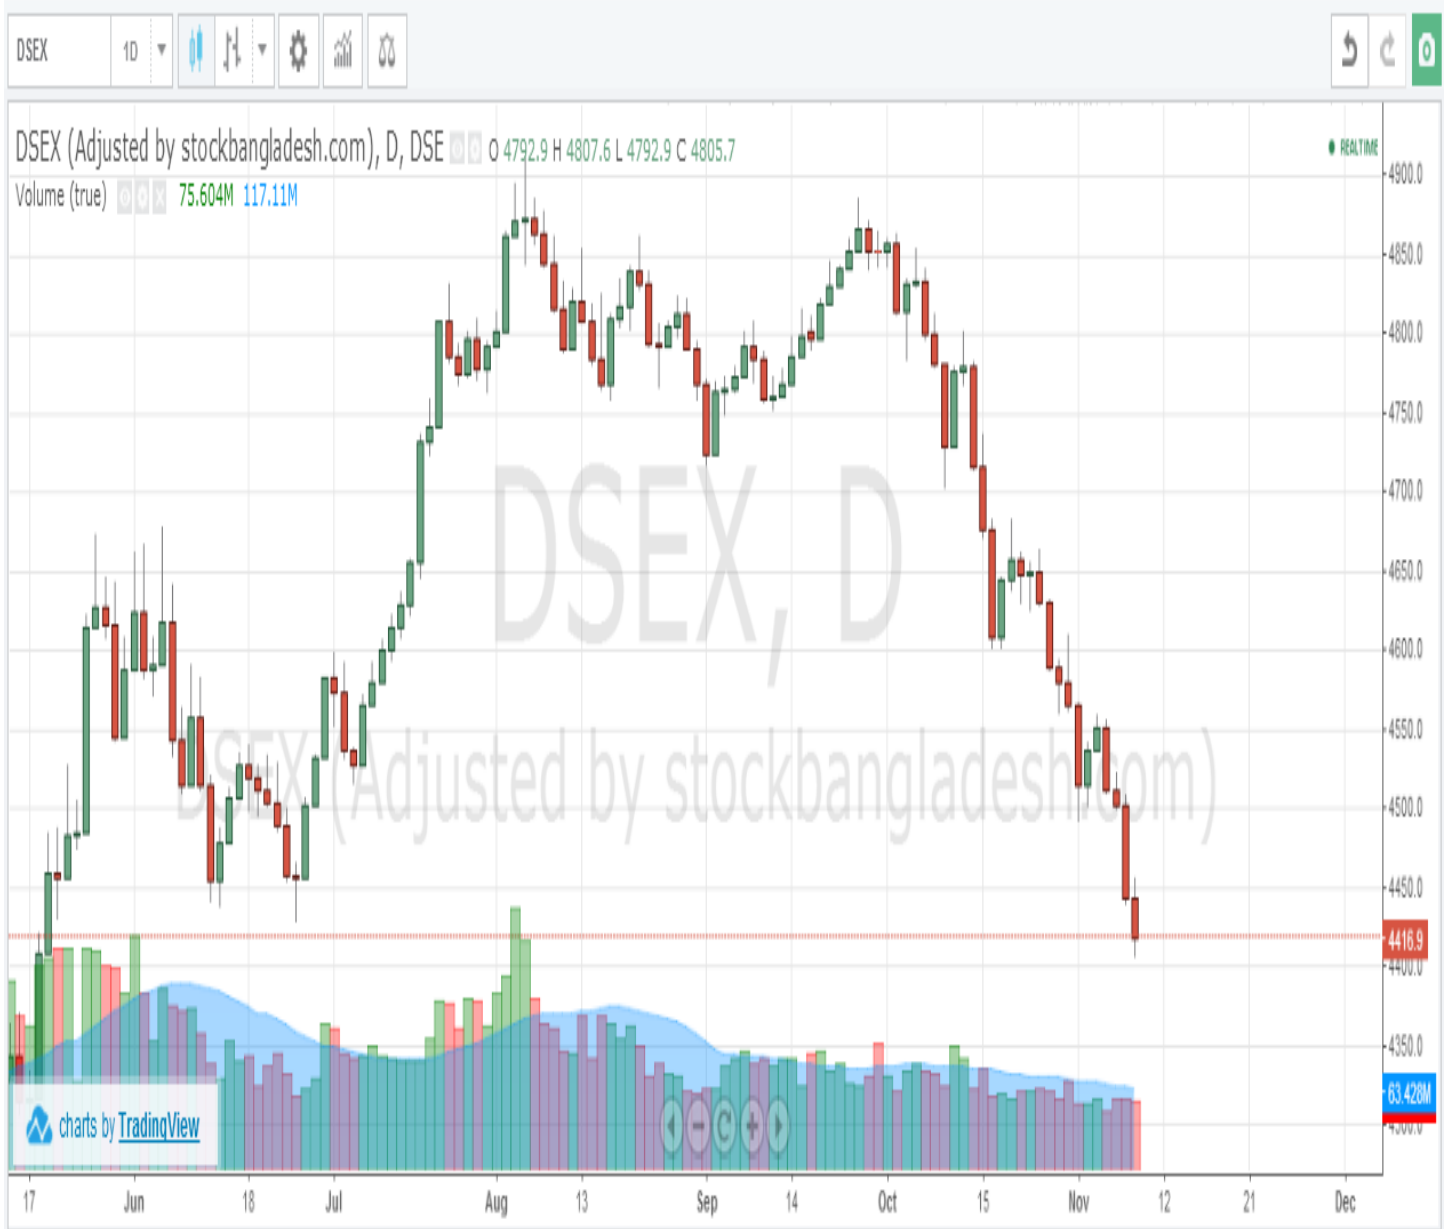 DSEX 1D
DSEX (Adjusted by stockbangladesh.com), D, DSE O 4792.9 H 4807.6 L 4792.9 C 4805.7
REALTIME
Volume (true) 75.604M 117.11M
4900.0
4850.0
4800.0
4750.0
4700.0
4650.0
4600.0
4550.0
4500.0
4450.0
4416.9
4400.0
4350.0
63.428M
4300.0
DSEX, D
DSEX (Adjusted by stockbangladesh.com)
charts by TradingView
17 Jun 18 Jul Aug 13 Sep 14 Oct 15 Nov 12 21 Dec